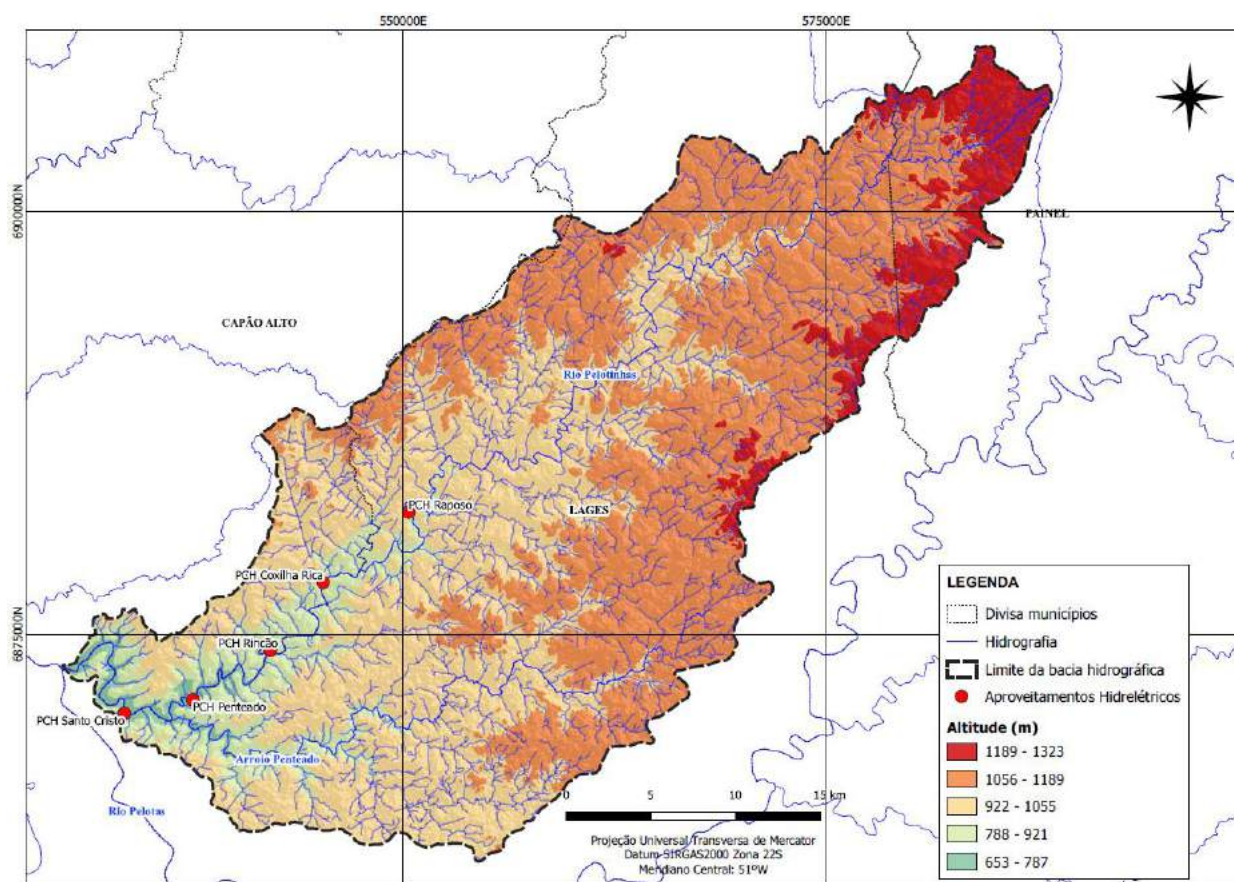 550000E
575000E
6900000N
6875000N
PAINEL
CAPÃO ALTO
Rio Pelotinhas
LAGES
PCH Raposo
PCH Coxilha Rica
PCH Rincão
PCH Penteado
PCH Santo Cristo
Arroio Penteado
Rio Pelotas
LEGENDA
Divisa municípios
Hidrografia
Limite da bacia hidrográfica
Aproveitamentos Hidrelétricos
Altitude (m)
1189 - 1323
1056 - 1189
922 - 1055
788 - 921
653 - 787
0 5 10 15 km
Projeção Universal Transversa de Mercator
Datum SIRGAS2000 Zona 22S
Meridiano Central: 51°W